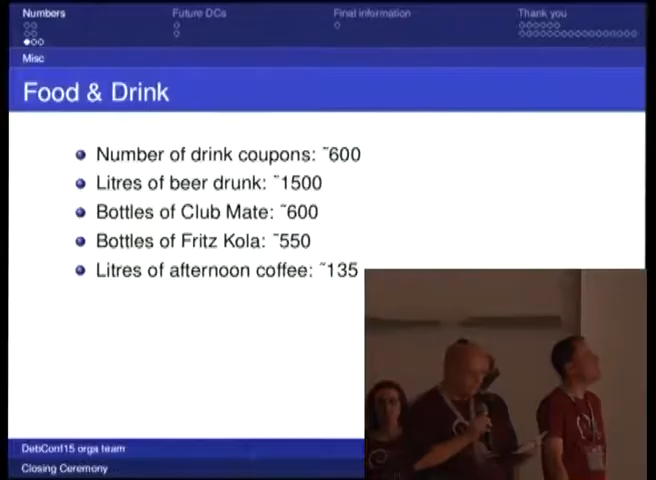 Numbers
Future DCs
Final information
Thank you
Misc
Food & Drink
Number of drink coupons: ˜600
Litres of beer drunk: ˜1500
Bottles of Club Mate: ˜600
Bottles of Fritz Kola: ˜550
Litres of afternoon coffee: ˜135
DebConf15 orga team
Closing Ceremony